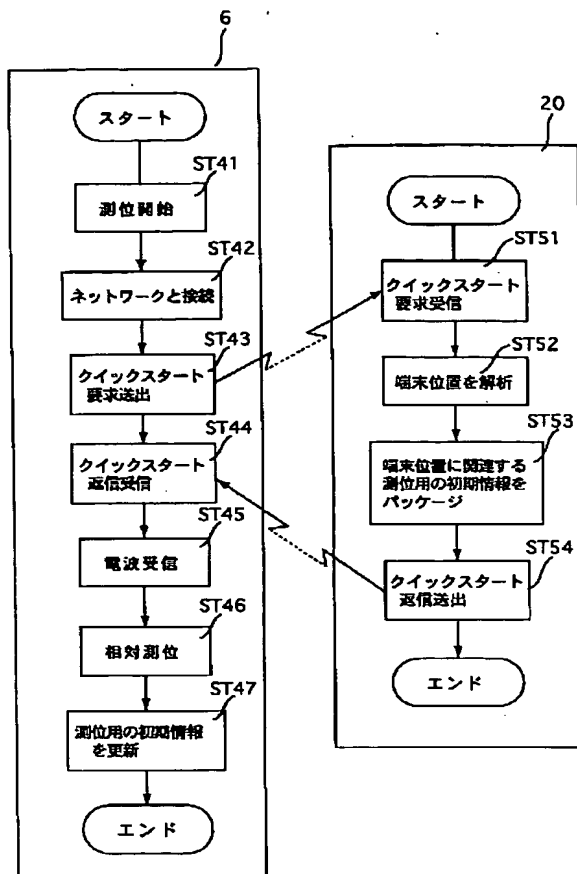 6
スタート
ST41
測位開始
ST42
ネットワークと接続
ST43
クイックスタート
要求送出
ST44
クイックスタート
返信受信
ST45
電波受信
ST46
相対測位
ST47
測位用の初期情報
を更新
エンド
20
スタート
ST51
クイックスタート
要求受信
ST52
端末位置を解析
ST53
端末位置に関連する
測位用の初期情報を
パッケージ
ST54
クイックスタート
返信送出
エンド